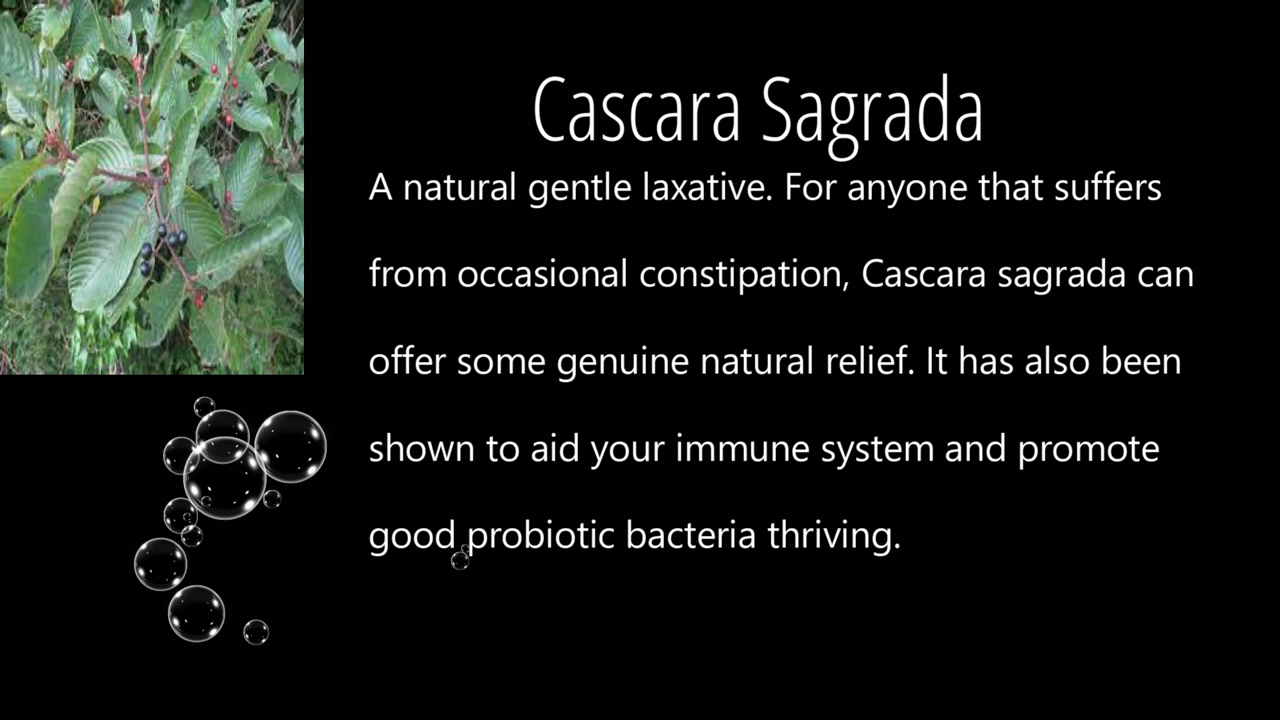 Cascara Sagrada
A natural gentle laxative. For anyone that suffers
from occasional constipation, Cascara sagrada can
offer some genuine natural relief. It has also been
shown to aid your immune system and promote
good probiotic bacteria thriving.